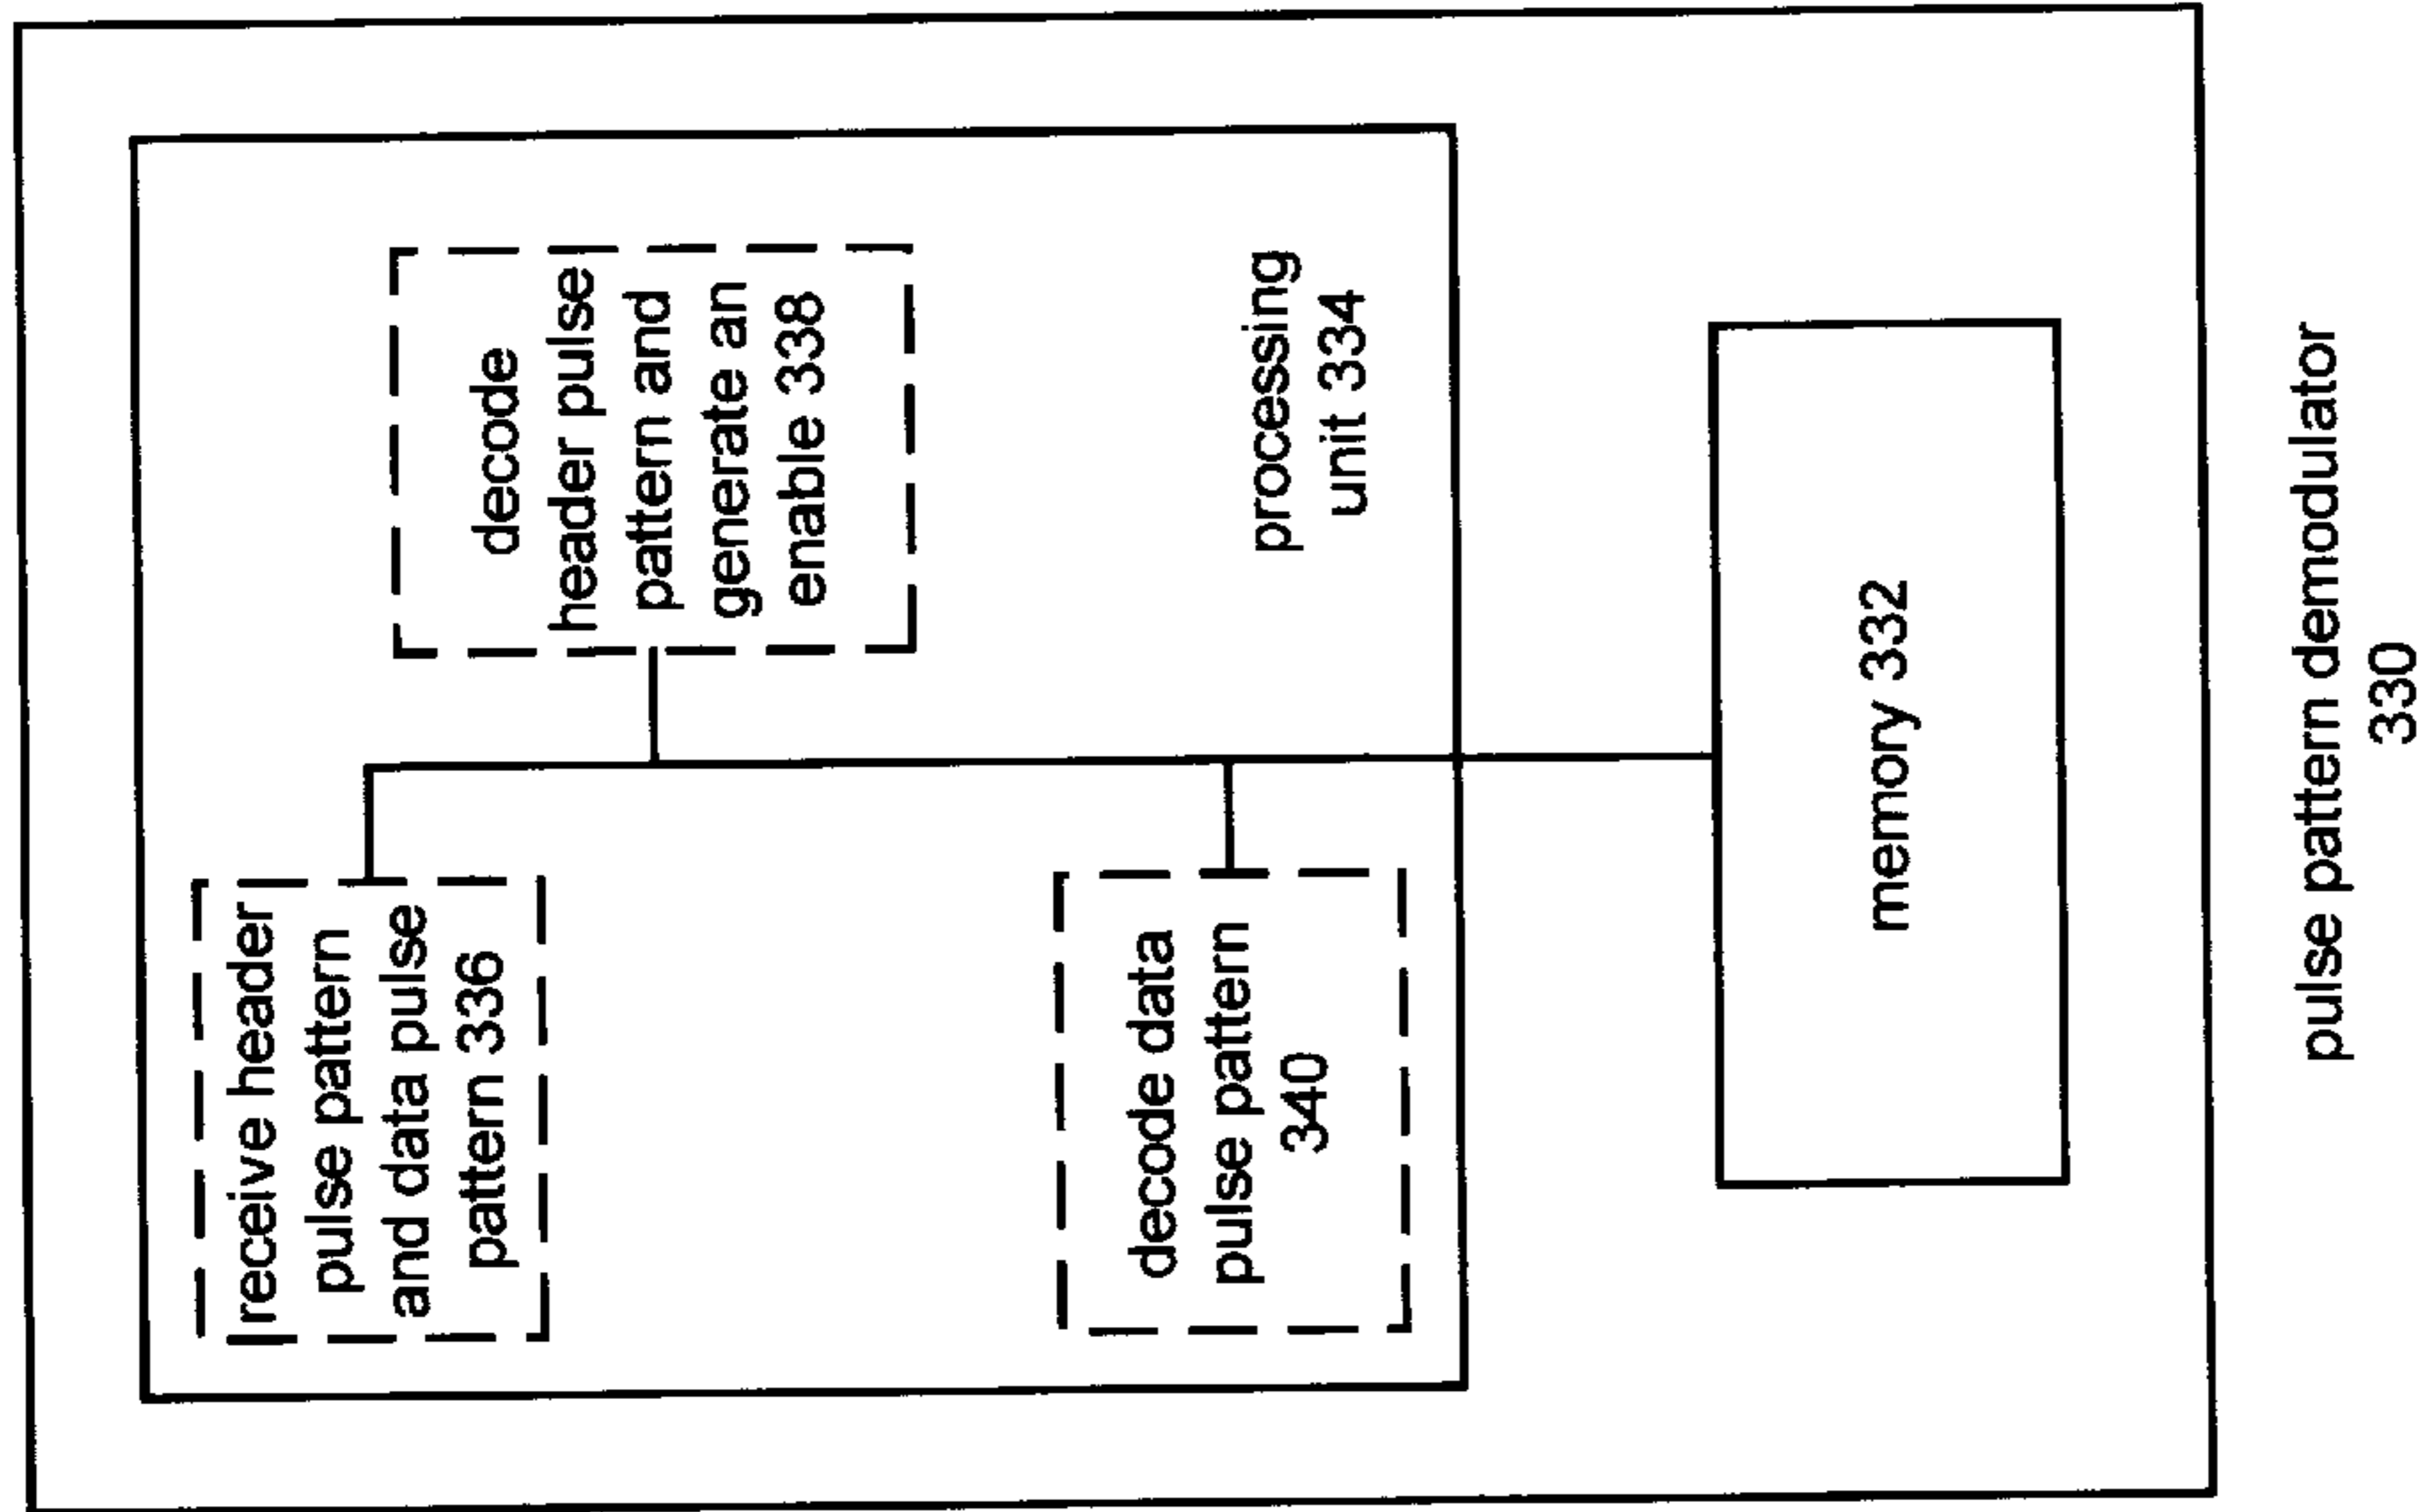 receive header
pulse pattern
and data pulse
pattern 336
decode
header pulse
pattern and
generate an
enable 338
decode data
pulse pattern
340
processing
unit 334
memory 332
pulse pattern demodulator
330